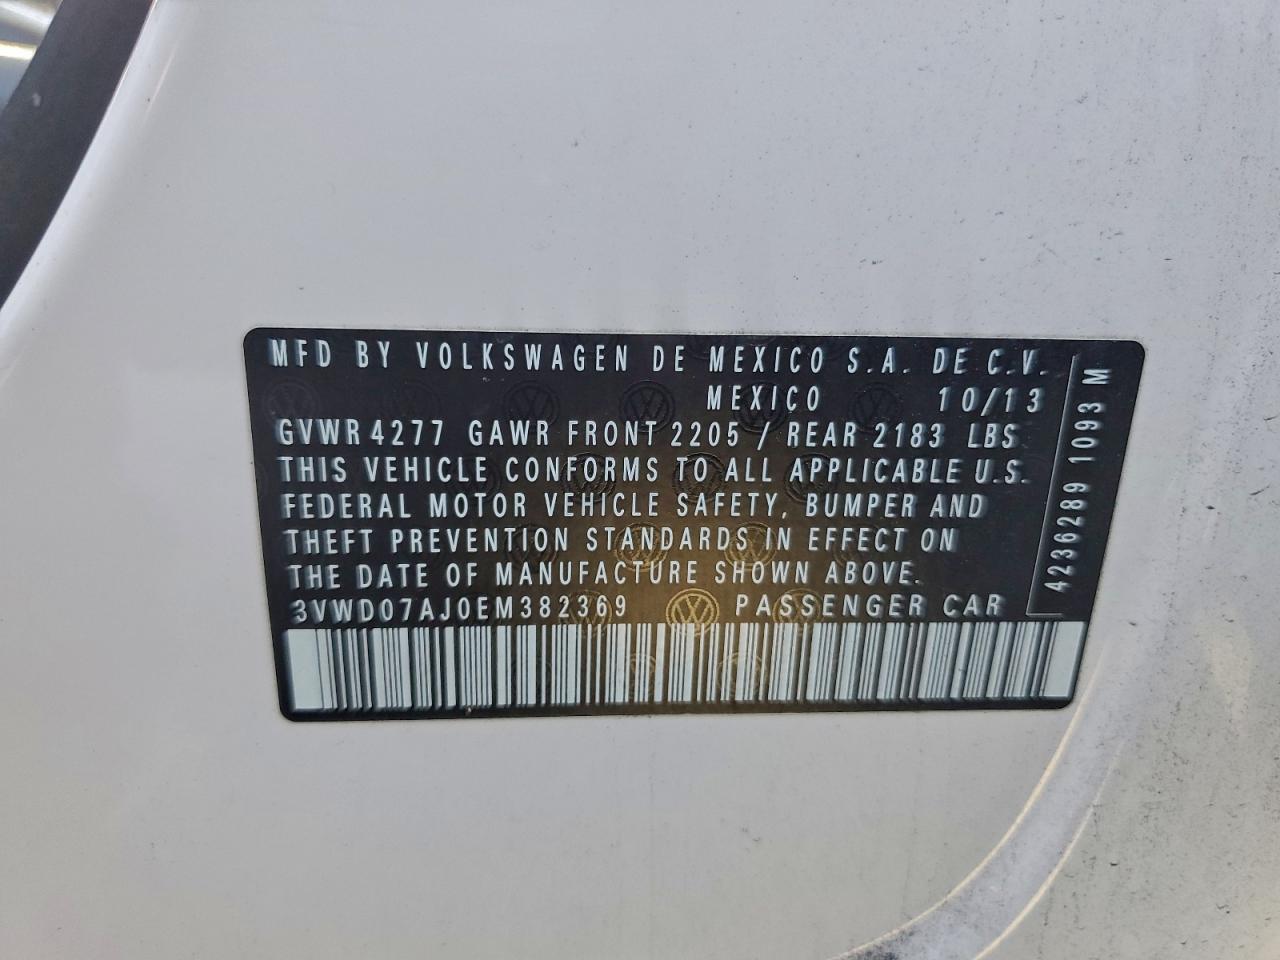 MFD BY VOLKSWAGEN DE MEXICO S.A. DE C.V.
MEXICO 10/13
GVWR 4277 GAWR FRONT 2205 / REAR 2183 LBS
THIS VEHICLE CONFORMS TO ALL APPLICABLE U.S.
FEDERAL MOTOR VEHICLE SAFETY, BUMPER AND
THEFT PREVENTION STANDARDS IN EFFECT ON
THE DATE OF MANUFACTURE SHOWN ABOVE.
3VWD07AJ0EM382369 PASSENGER CAR
4236289 1093 M